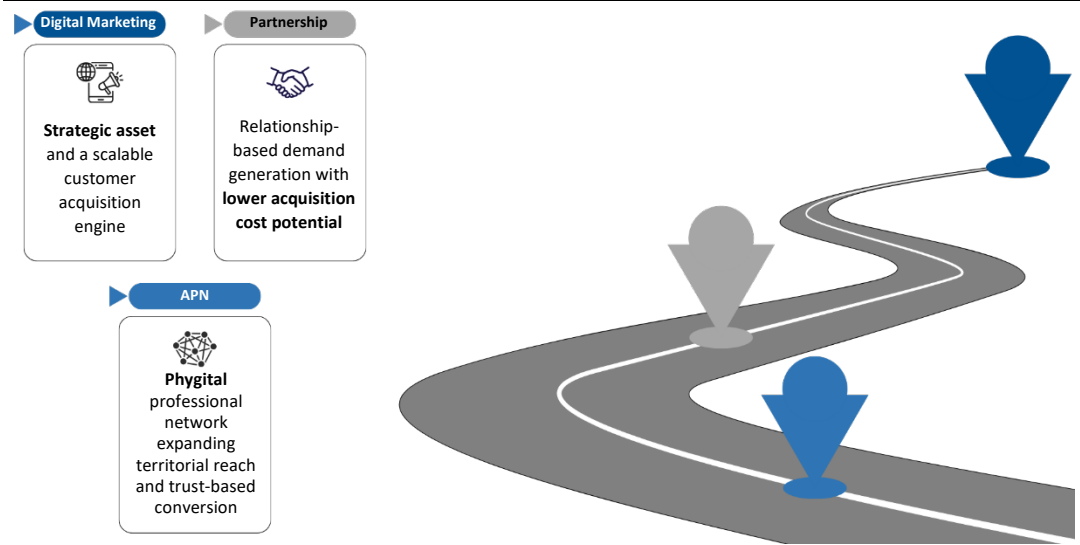 Digital Marketing
Partnership
Strategic asset
and a scalable
customer
acquisition
engine
Relationship-
based demand
generation with
lower acquisition
cost potential
APN
Phygital
professional
network
expanding
territorial reach
and trust-based
conversion